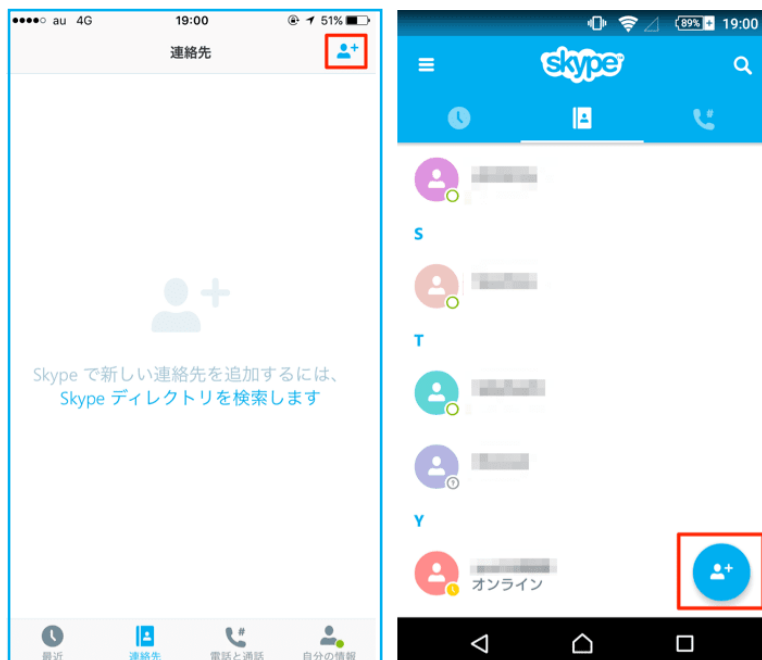 au 4G 19:00 51%
連絡先
Skype で新しい連絡先を追加するには、
Skype ディレクトリを検索します
最近 連絡先 電話と通話 自分の情報
89% 19:00
skype
S
T
Y
オンライン